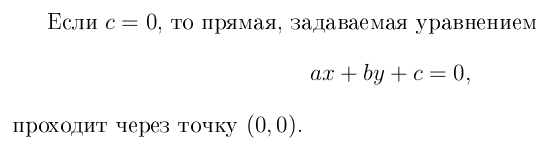 Если c = 0, то прямая, задаваемая уравнением
ax + by + c = 0,
проходит через точку (0, 0).